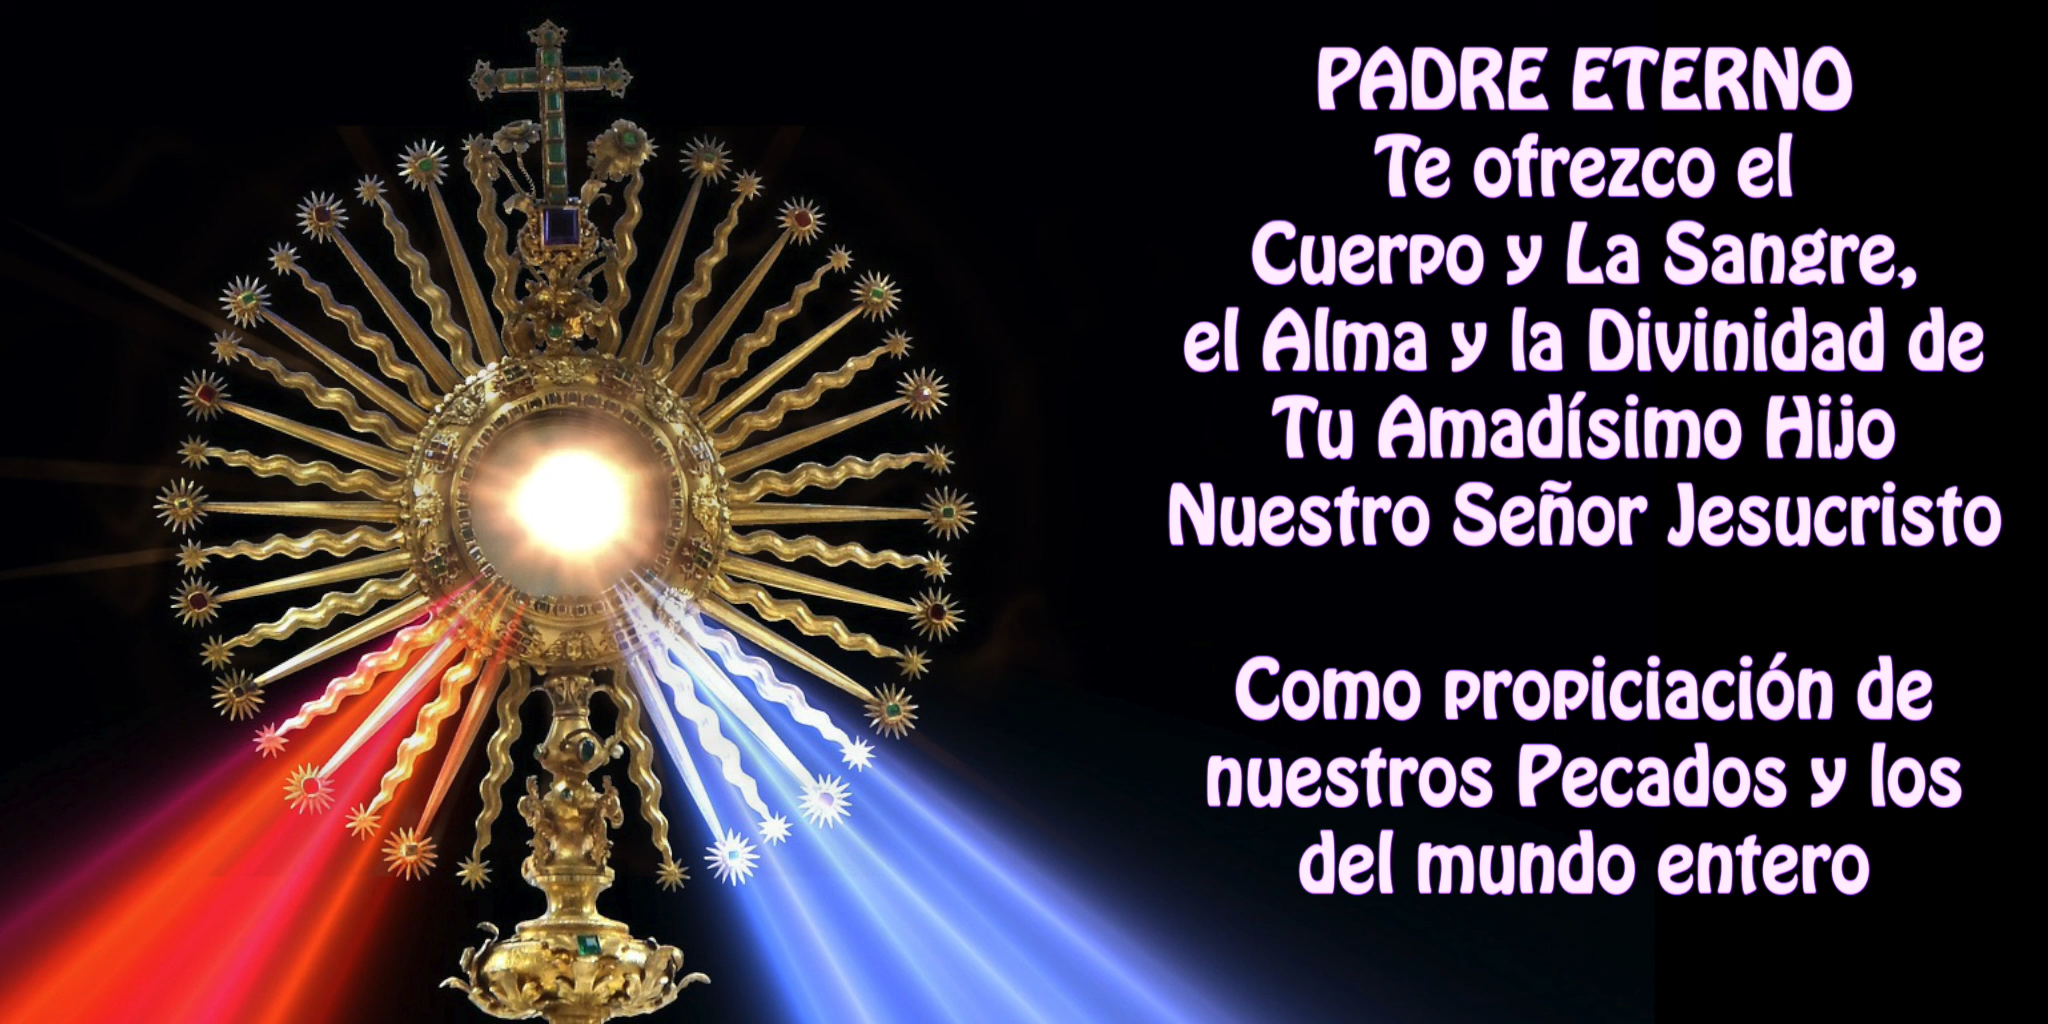 PADRE ETERNO
Te ofrezco el
Cuerpo y La Sangre,
el Alma y la Divinidad de
Tu Amadísimo Hijo
Nuestro Señor Jesucristo
Como propiciación de
nuestros Pecados y los
del mundo entero